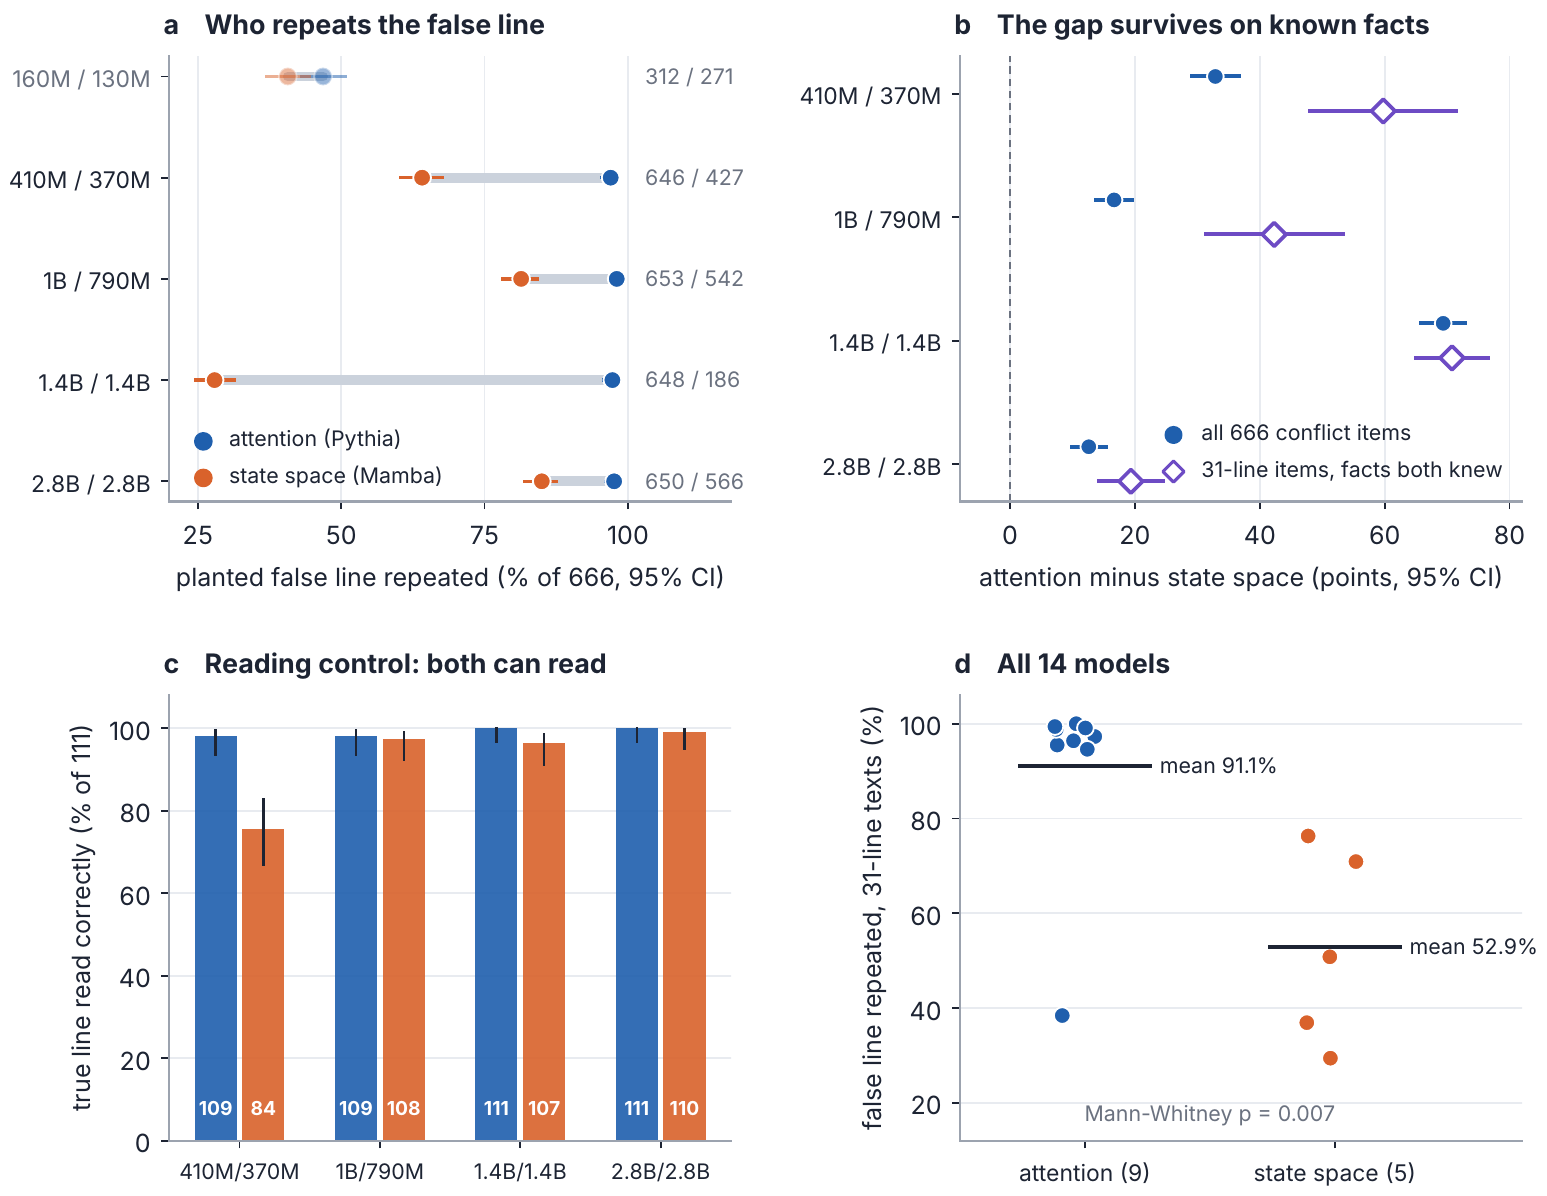 a Who repeats the false line
160M / 130M
312 / 271
410M / 370M
646 / 427
1B / 790M
653 / 542
1.4B / 1.4B
648 / 186
attention (Pythia)
state space (Mamba)
2.8B / 2.8B
650 / 566
25 50 75 100
planted false line repeated (% of 666, 95% CI)
b The gap survives on known facts
410M / 370M
1B / 790M
1.4B / 1.4B
all 666 conflict items
2.8B / 2.8B
31-line items, facts both knew
0 20 40 60 80
attention minus state space (points, 95% CI)
c Reading control: both can read
true line read correctly (% of 111)
100
80
60
40
20
0
109 84 109 108 111 107 111 110
410M/370M 1B/790M 1.4B/1.4B 2.8B/2.8B
d All 14 models
false line repeated, 31-line texts (%)
100
80
60
40
20
mean 91.1%
mean 52.9%
Mann-Whitney p = 0.007
attention (9) state space (5)